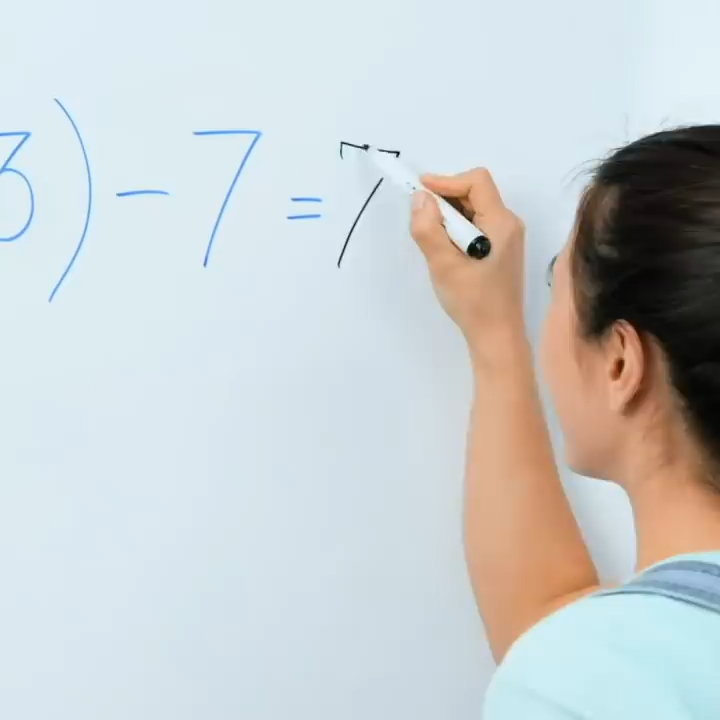 3) - 7 = 7